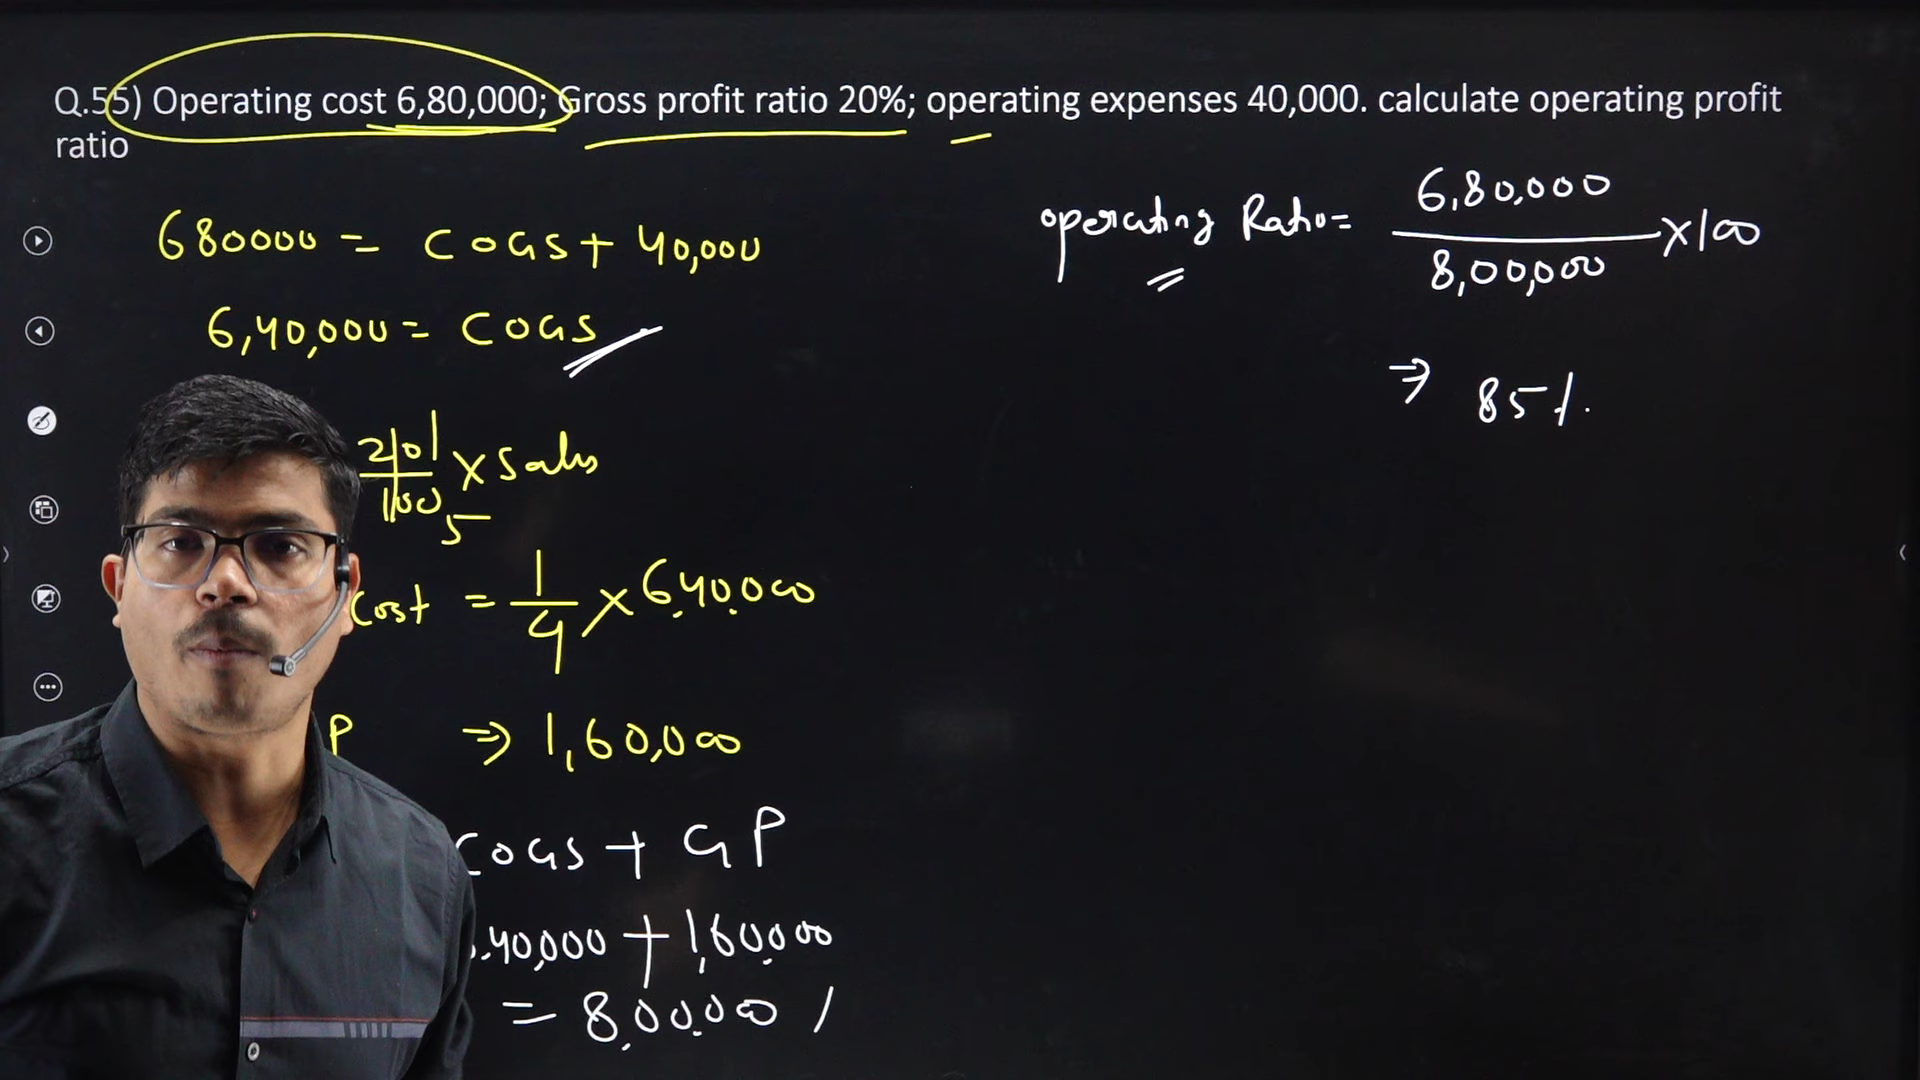 Q.55) Operating cost 6,80,000; Gross profit ratio 20%; operating expenses 40,000. calculate operating profit
ratio
680000 = COGS + 40,000
6,40,000 = COGS
20/100 × Sales
1
5
Cost = 1/4 × 6,40,000
P ⇒ 1,60,000
COGS + GP
40,000 + 1,60,000
= 8,00,000 /
Operating Ratio = 6,80,000/8,00,000 × 100
⇒ 85%